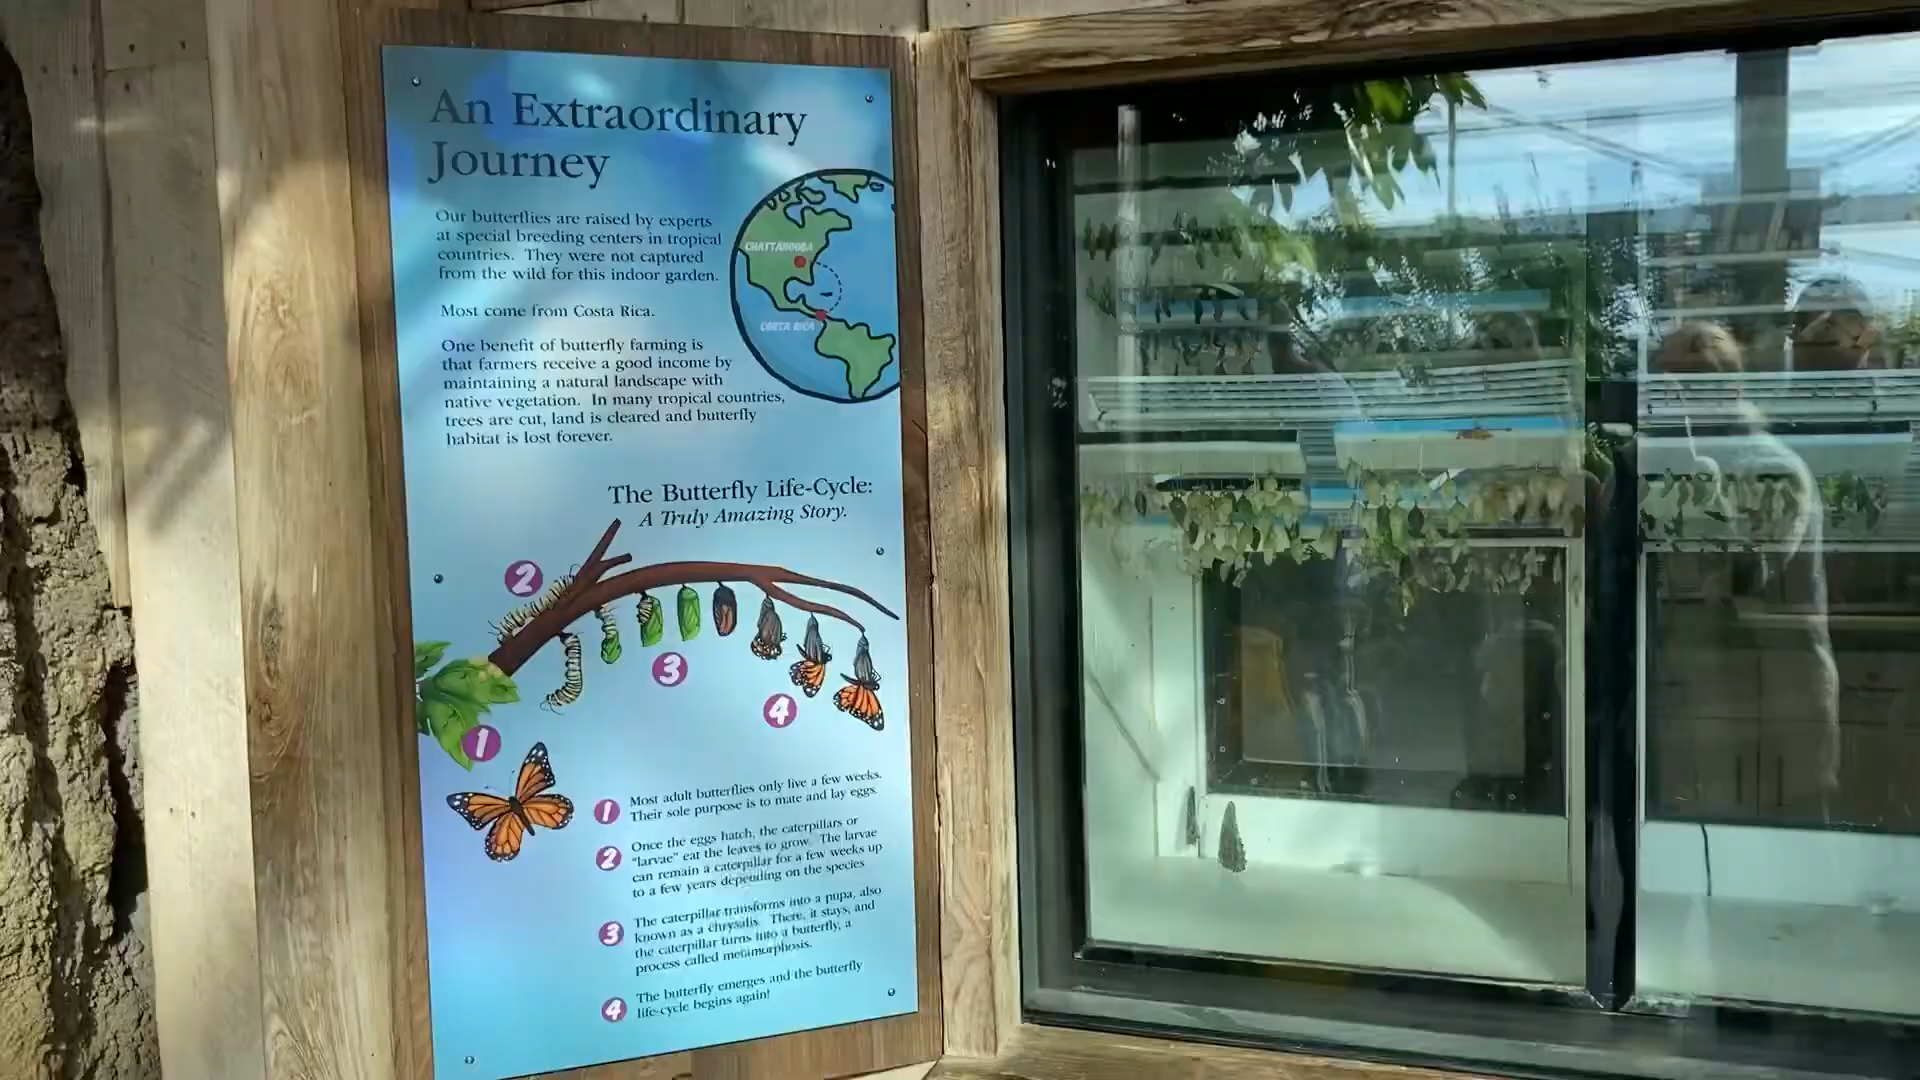 An Extraordinary
Journey
Our butterflies are raised by experts
at special breeding centers in tropical
countries. They were not captured
from the wild for this indoor garden.
Most come from Costa Rica.
One benefit of butterfly farming is
that farmers receive a good income by
maintaining a natural landscape with
native vegetation. In many tropical countries,
trees are cut, land is cleared and butterfly
habitat is lost forever.
CHATTANOOGA
COSTA RICA
The Butterfly Life-Cycle:
A Truly Amazing Story.
2
3
4
1
1 Most adult butterflies only live a few weeks.
Their sole purpose is to mate and lay eggs.
2 Once the eggs hatch, the caterpillars or
"larvae" eat the leaves to grow. The larvae
can remain a caterpillar for a few weeks up
to a few years depending on the species
3 The caterpillar transforms into a pupa, also
known as a chrysalis. There, it stays, and
the caterpillar turns into a butterfly, a
process called metamorphosis.
4 The butterfly emerges and the butterfly
life-cycle begins again!